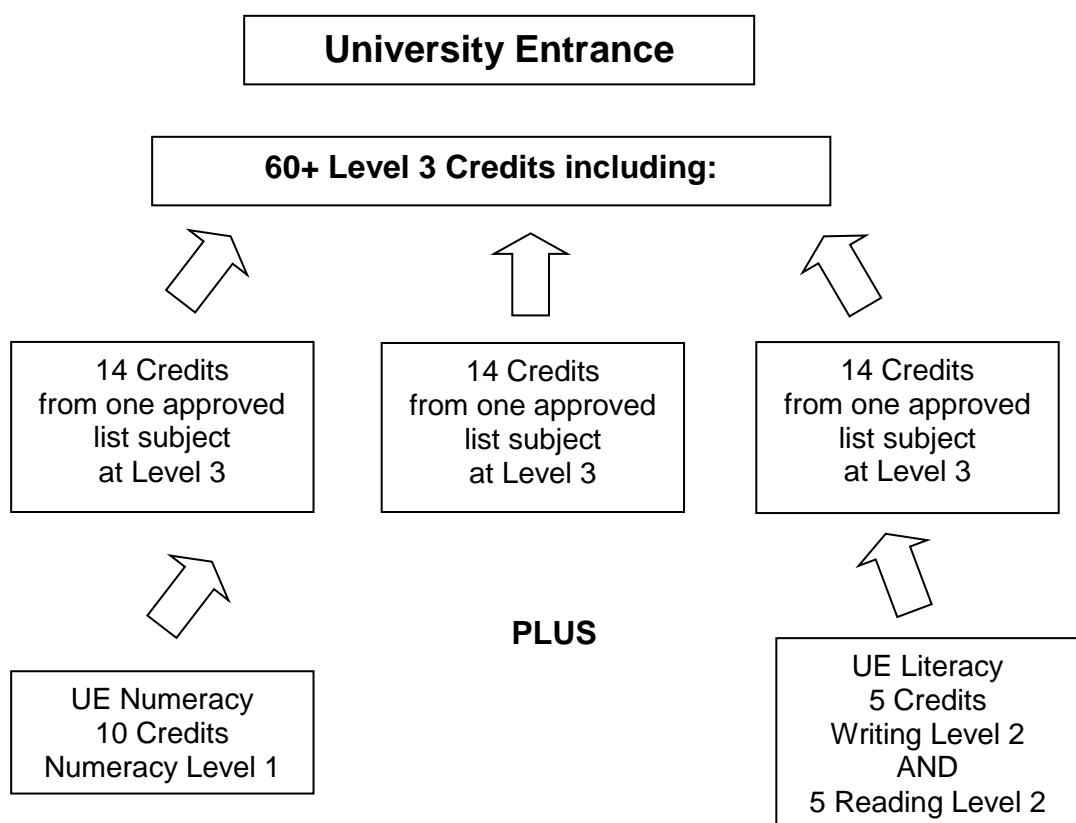 University Entrance
60+ Level 3 Credits including:
14 Credits
from one approved
list subject
at Level 3
14 Credits
from one approved
list subject
at Level 3
14 Credits
from one approved
list subject
at Level 3
PLUS
UE Numeracy
10 Credits
Numeracy Level 1
UE Literacy
5 Credits
Writing Level 2
AND
5 Reading Level 2